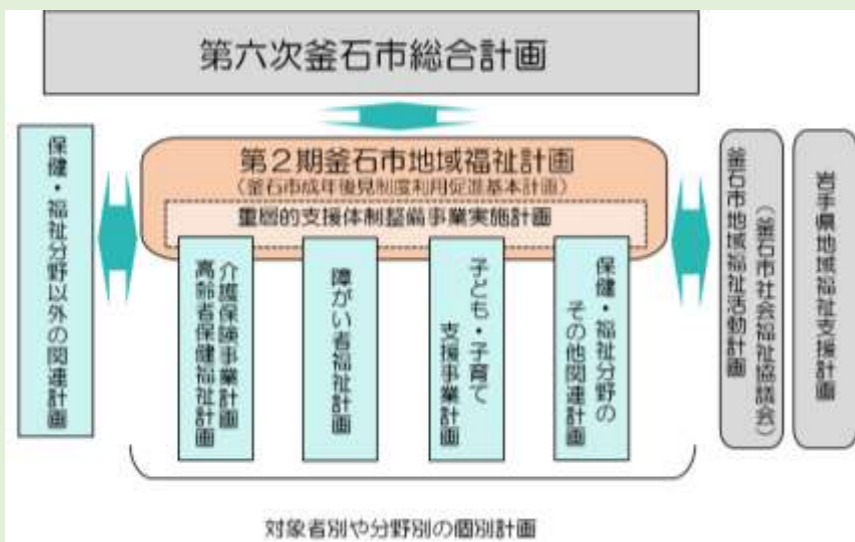 第六次釜石市総合計画
保健・福祉分野以外の関連計画
第２期釜石市地域福祉計画
（釜石市成年後見制度利用促進基本計画）
重層的支援体制整備事業実施計画
高齢者保健福祉計画
介護保険事業計画
障がい者福祉計画
子ども・子育て
支援事業計画
保健・福祉分野の
その他関連計画
釜石市地域福祉活動計画
（釜石市社会福祉協議会）
岩手県地域福祉支援計画
対象者別や分野別の個別計画